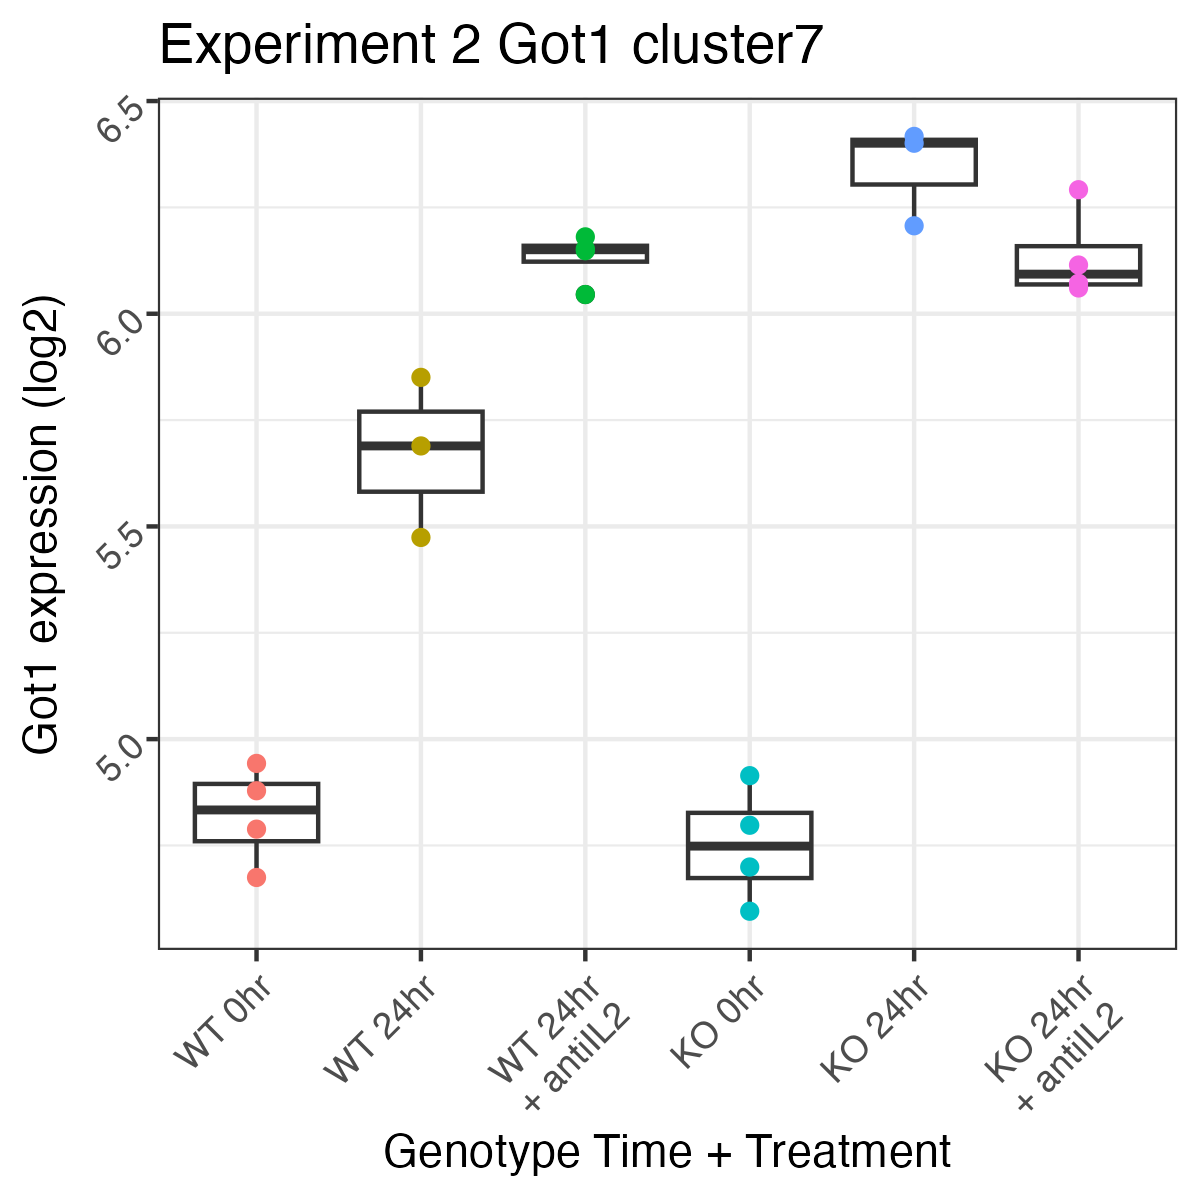 Experiment 2 Got1 cluster7
Got1 expression (log2)
6.5
6.0
5.5
5.0
WT 0hr
WT 24hr
WT 24hr
+ antiIL2
KO 0hr
KO 24hr
KO 24hr
+ antiIL2
Genotype Time + Treatment